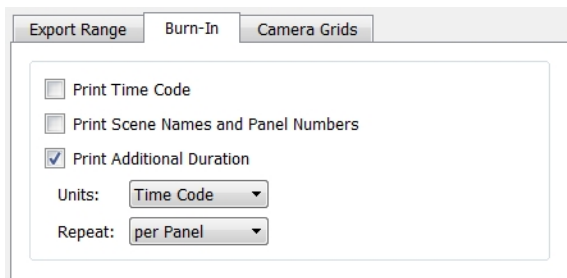 Export Range Burn-In Camera Grids
Print Time Code
Print Scene Names and Panel Numbers
Print Additional Duration
Units: Time Code
Repeat: per Panel